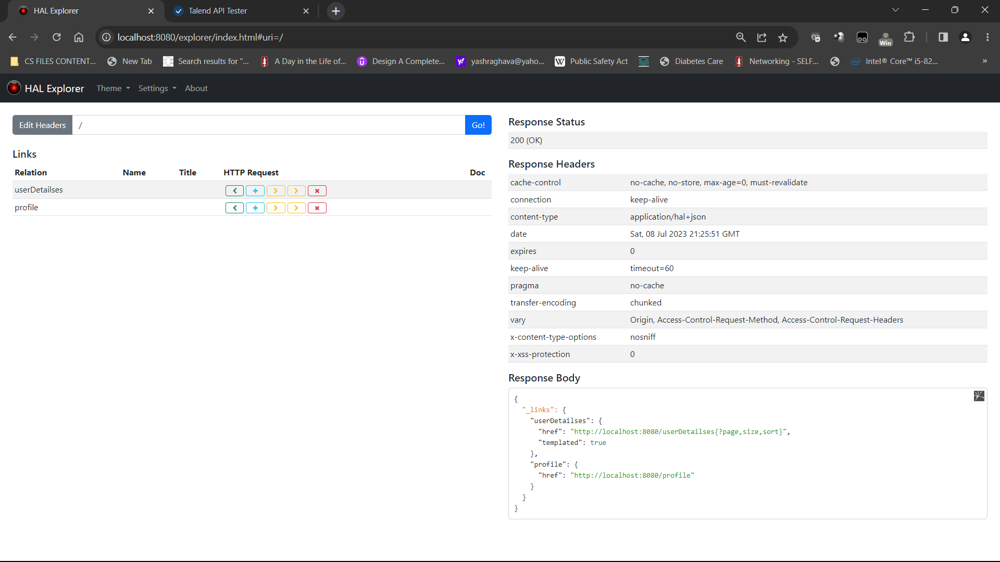 HAL Explorer
Talend API Tester
localhost:8080/explorer/index.html#uri=/
Win
CS FILES CONTENT...
New Tab
Search results for "...
A Day in the Life of...
Design A Complete...
yashraghava@yaho...
Public Safety Act
Diabetes Care
Networking - SELF...
Intel® Core™ i5-82...
»
HAL Explorer
Theme
Settings
About
Edit Headers
/
Go!
Links
Relation Name Title HTTP Request Doc
userDetailses
profile
Response Status
200 (OK)
Response Headers
cache-control no-cache, no-store, max-age=0, must-revalidate
connection keep-alive
content-type application/hal+json
date Sat, 08 Jul 2023 21:25:51 GMT
expires 0
keep-alive timeout=60
pragma no-cache
transfer-encoding chunked
vary Origin, Access-Control-Request-Method, Access-Control-Request-Headers
x-content-type-options nosniff
x-xss-protection 0
Response Body
{
"_links": {
"userDetailses": {
"href": "http://localhost:8080/userDetailses{?page,size,sort}",
"templated": true
},
"profile": {
"href": "http://localhost:8080/profile"
}
}
}